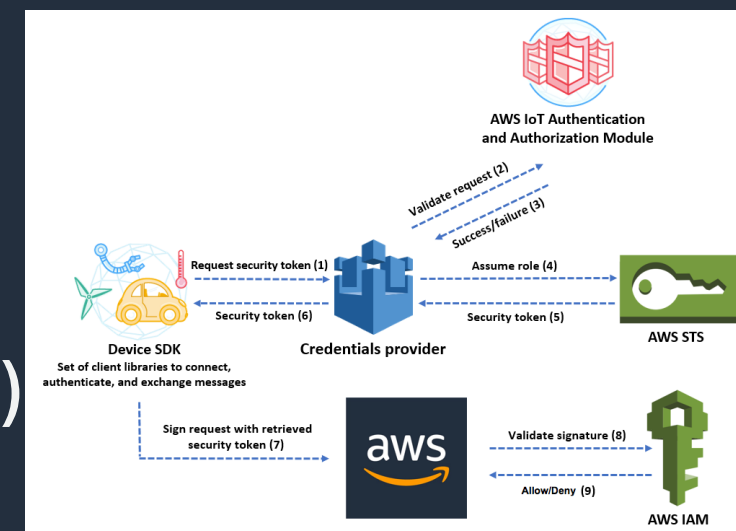 AWS IoT Authentication
and Authorization Module
Validate request (2)
Success/failure (3)
Request security token (1)
Assume role (4)
Security token (6)
Security token (5)
AWS STS
Device SDK
Credentials provider
Set of client libraries to connect,
authenticate, and exchange messages
)
Sign request with retrieved
security token (7)
aws
Validate signature (8)
Allow/Deny (9)
AWS IAM